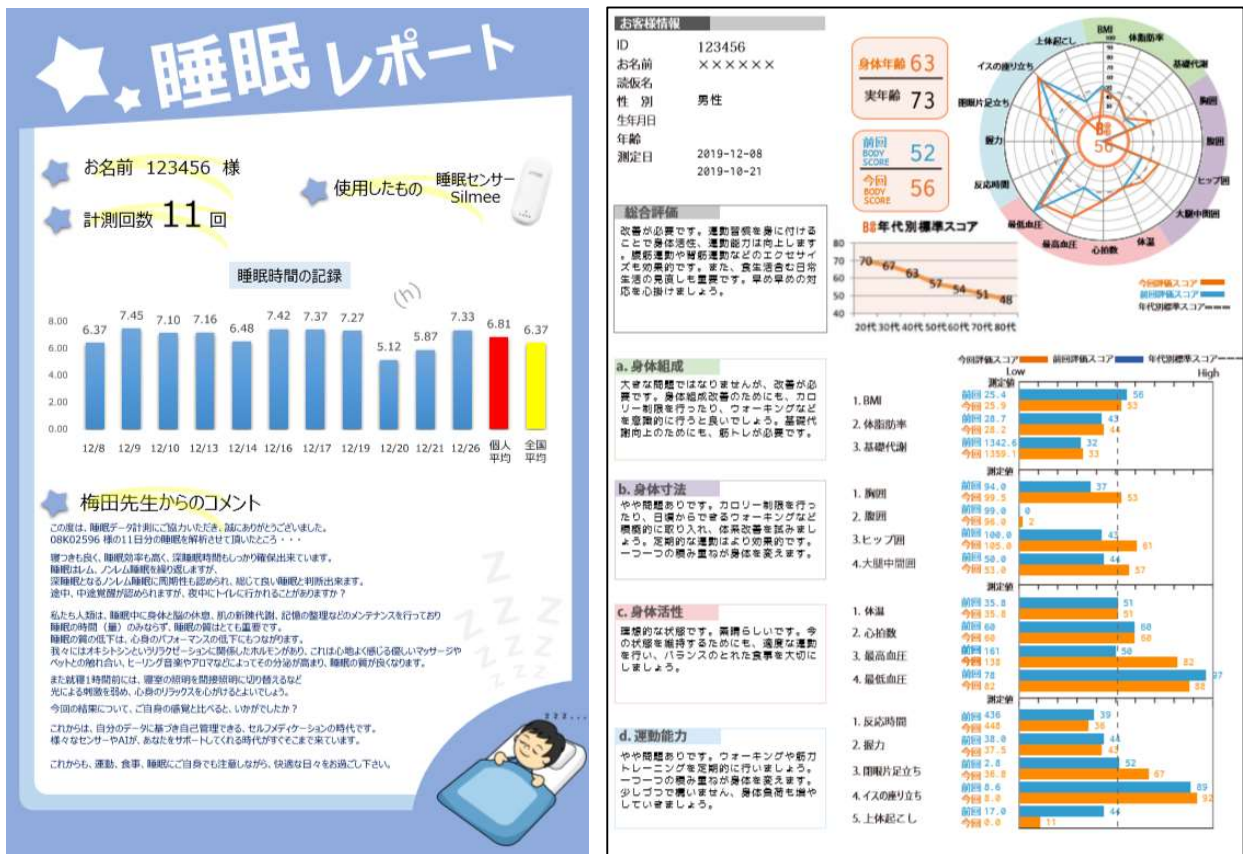 睡眠レポート
お名前 123456 様
計測回数 11 回
使用したもの 睡眠センサー
Silmee
睡眠時間の記録
(h)
8.00
6.00
4.00
2.00
0.00
6.37 7.45 7.10 7.16 6.48 7.42 7.37 7.27 5.12 5.87 7.33 6.81 6.37
12/8 12/9 12/10 12/13 12/14 12/16 12/17 12/19 12/20 12/21 12/26 個人平均 全国平均
梅田先生からのコメント
この度は、睡眠データ計測にご協力いただき、誠にありがとうございました。
08K02596 様の11日分の睡眠を解析させて頂いたところ・・・
寝つきも良く、睡眠効率も高く、深睡眠時間もしっかり確保出来ています。
睡眠はレム、ノンレム睡眠を繰り返しますが、
深睡眠となるノンレム睡眠に周期性も認められ、総じて良い睡眠と判断出来ます。
途中、中途覚醒が認められますが、夜中にトイレに行かれることがありますか?
私たち人類は、睡眠中に身体と脳の休息、肌の新陳代謝、記憶の整理などのメンテナンスを行っており
睡眠の時間(量)のみならず、睡眠の質はとても重要です。
睡眠の質の低下は、心身のパフォーマンスの低下にもつながります。
我々にはオキシトシンというリラクゼーションに関係したホルモンがあり、これは心地よく感じる優しいマッサージや
ペットとの触れ合い、ヒーリング音楽やアロマなどによってその分泌が高まり、睡眠の質が良くなります。
また就寝1時間前には、寝室の照明を間接照明に切り替えるなど
光による刺激を弱め、心身のリラックスを心がけるとよいでしょう。
今回の結果について、ご自身の感覚と比べると、いかがでしたか?
これからは、自分のデータに基づき自己管理できる、セルフメディケーションの時代です。
様々なセンサーやAIが、あなたをサポートしてくれる時代がすぐそこまで来ています。
これからも、運動、食事、睡眠にご自身でも注意しながら、快適な日々をお過ごし下さい。
お客様情報
ID 123456
お名前 ××××××
読仮名
性 別 男性
生年月日
年齢
測定日 2019-12-08
2019-10-21
身体年齢 63
実年齢 73
前回 BODY SCORE 52
今回 BODY SCORE 56
BMI
体脂肪率
基礎代謝
胸囲
腹囲
ヒップ囲
大腿中間囲
体温
心拍数
最高血圧
最低血圧
反応時間
握力
閉眼片足立ち
イスの座り立ち
上体起こし
56
今回評価スコア
前回評価スコア
年代別標準スコア
総合評価
改善が必要です。運動習慣を身に付ける
ことで身体活性、運動能力は向上します
。腹筋運動や背筋運動などのエクササイ
ズも効果的です。また、食生活含む日常
生活の見直しも重要です。早め早めの対
応を心掛けましょう。
年代別標準スコア
80
70
60
50
40
70 67 63 57 54 51 48
20代 30代 40代 50代 60代 70代 80代
a. 身体組成
大きな問題ではなりませんが、改善が必
要です。身体組成改善のためにも、カロ
リー制限を行ったり、ウォーキングなど
を意識的に行うと良いでしょう。基礎代
謝向上のためにも、筋トレが必要です。
b. 身体寸法
やや問題ありです。カロリー制限を行っ
たり、日頃からできるウォーキングなど
積極的に取り入れ、体系改善を試みまし
ょう。定期的な運動はより効果的です。
一つ一つの積み重ねが身体を変えます。
c. 身体活性
理想的な状態です。素晴らしいです。今
の状態を維持するためにも、適度な運動
を行い、バランスのとれた食事を大切に
しましょう。
d. 運動能力
やや問題ありです。ウォーキングや筋力
トレーニングを定期的に行いましょう。
一つ一つの積み重ねが身体を変えます。
少しづつで構いません、身体負荷も増や
していきましょう。
今回評価スコア 前回評価スコア 年代別標準スコア
Low High
測定値
1. BMI 前回 25.4 56
今回 25.9 53
2. 体脂肪率 前回 28.7 43
今回 28.2 44
3. 基礎代謝 前回 1342.6 32
今回 1359.1 33
測定値
1. 胸囲 前回 94.0 37
今回 99.5 53
2. 腹囲 前回 99.0 0
今回 96.0 2
3. ヒップ囲 前回 100.0 43
今回 105.0 61
4. 大腿中間囲 前回 50.0 44
今回 53.0 57
測定値
1. 体温 前回 35.8 51
今回 35.8 51
2. 心拍数 前回 60 60
今回 60 60
3. 最高血圧 前回 161 50
今回 138 82
4. 最低血圧 前回 78 97
今回 82 88
測定値
1. 反応時間 前回 436 39
今回 448 36
2. 握力 前回 38.0 44
今回 37.5 43
3. 閉眼片足立ち 前回 2.8 52
今回 36.8 67
4. イスの座り立ち 前回 8.6 89
今回 8.0 92
5. 上体起こし 前回 17.0 44
今回 0.0 11